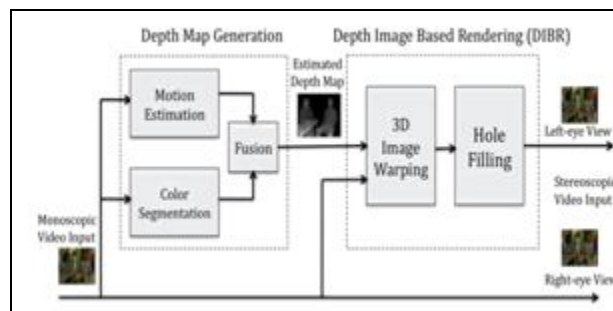 Depth Map Generation
Depth Image Based Rendering (DIBR)
Motion
Estimation
Color
Segmentation
Fusion
Estimated
Depth Map
3D
Image
Warping
Hole
Filling
Left-eye View
Stereoscopic
Video Input
Monoscopic
Video Input
Right-eye View